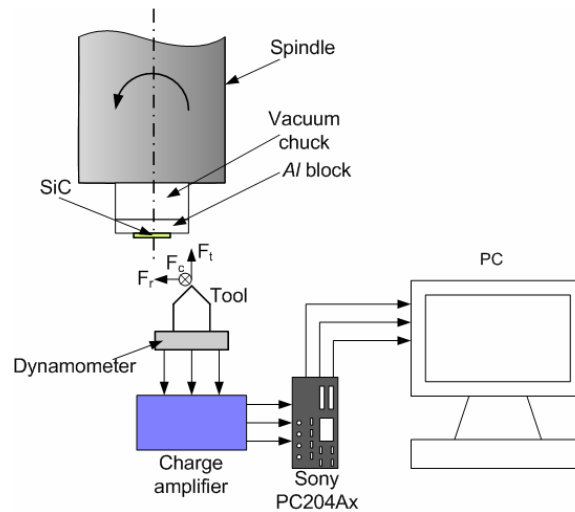 Spindle
Vacuum
chuck
Al block
SiC
Ft
Fc
Fr
Tool
PC
Dynamometer
Charge
amplifier
Sony
PC204Ax